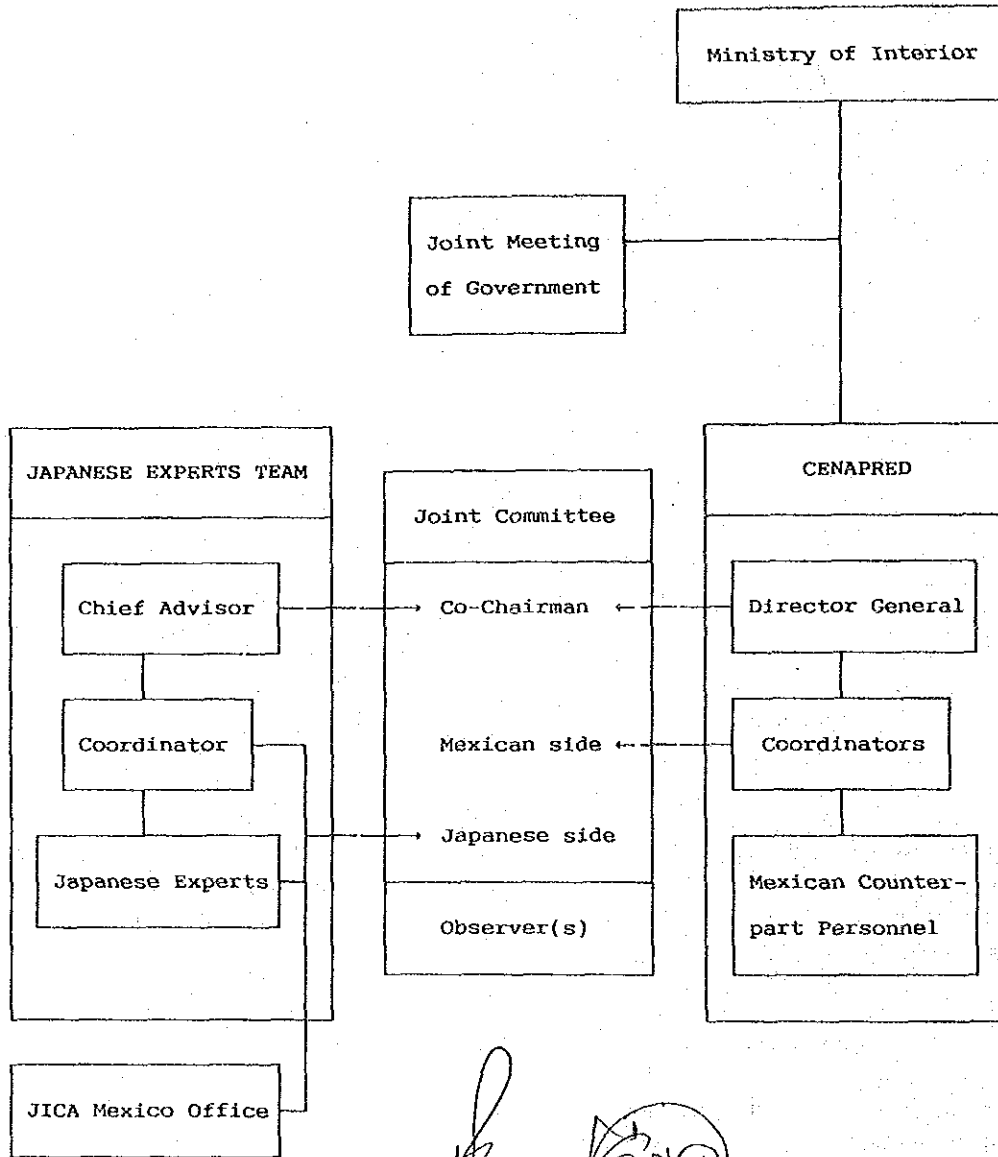 Ministry of Interior
Joint Meeting
of Government
JAPANESE EXPERTS TEAM
Chief Advisor
Coordinator
Japanese Experts
JICA Mexico Office
Joint Committee
Co-Chairman
Mexican side
Japanese side
Observer(s)
CENAPRED
Director General
Coordinators
Mexican Counter-
part Personnel